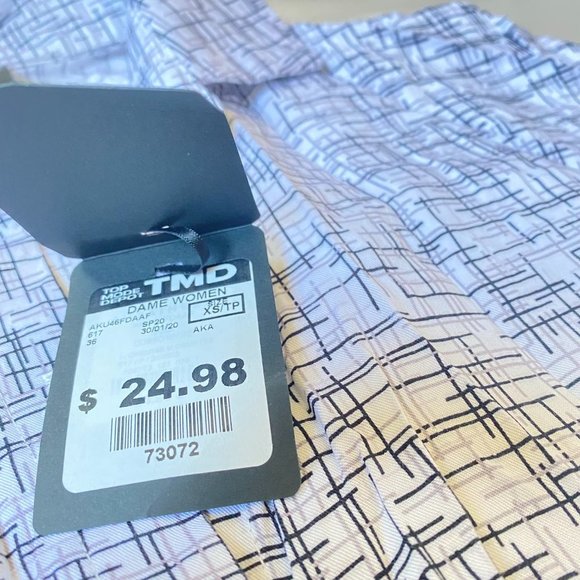 TOP
MODE
DEPOT
TMD
DAME WOMEN
AKU46FDAAF
SIZE
617 SP20 XS/TP
36 30/01/20 AKA
$ 24.98
73072